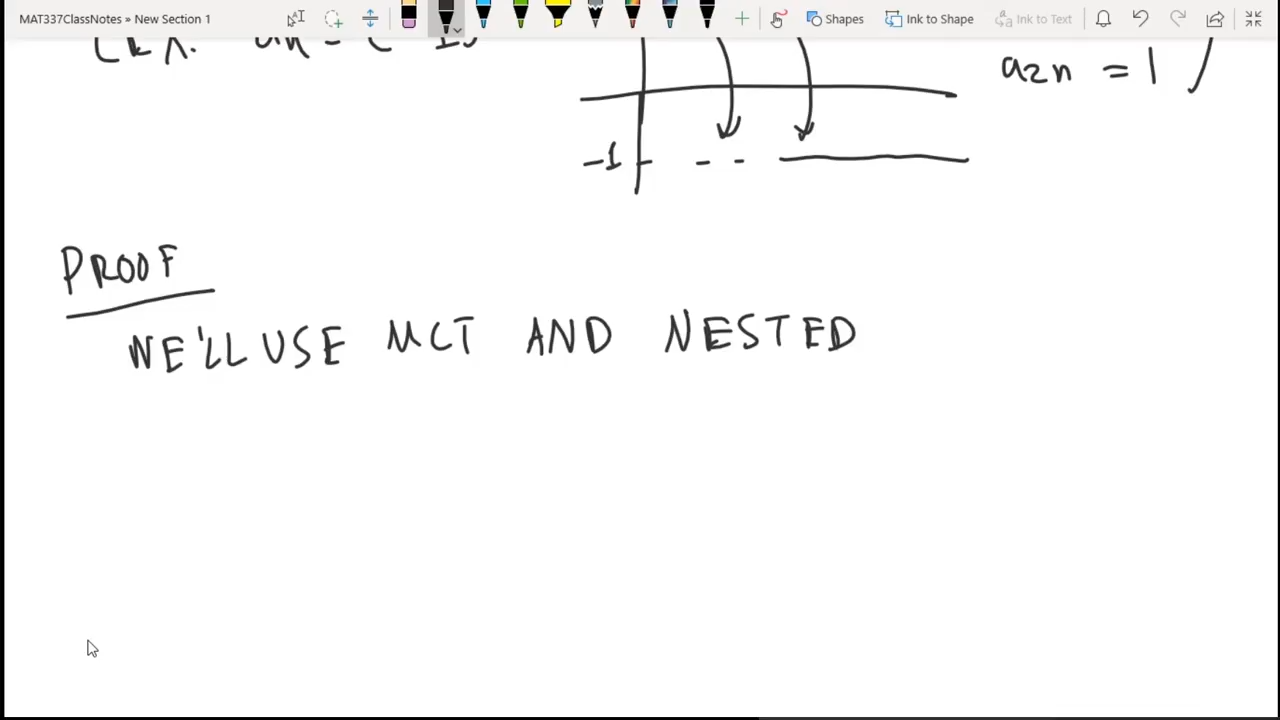 MAT337ClassNotes » New Section 1
Shapes
Ink to Shape
Ink to Text
a2n = 1
-1
PROOF
WE'LL USE MCT AND NESTED